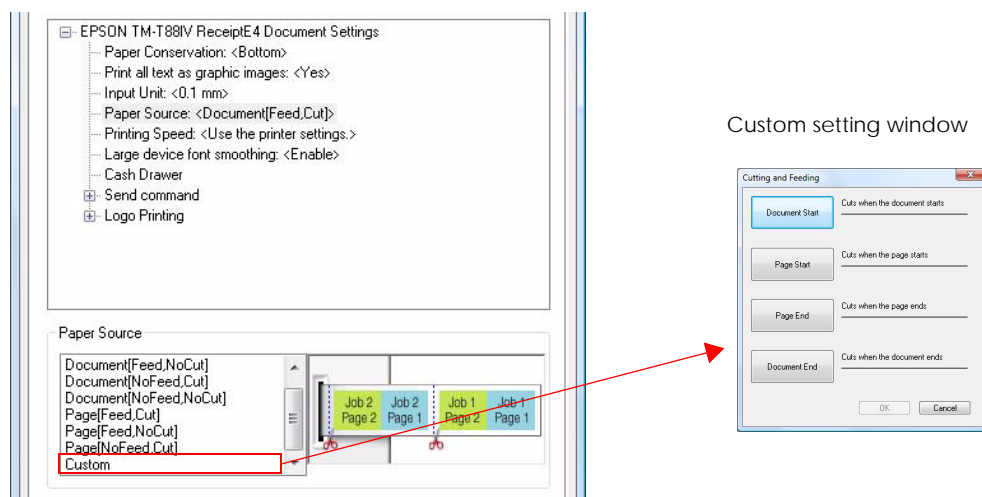 EPSON TM-T88IV ReceiptE4 Document Settings
Paper Conservation: <Bottom>
Print all text as graphic images: <Yes>
Input Unit: <0.1 mm>
Paper Source: <Document[Feed,Cut]>
Printing Speed: <Use the printer settings.>
Large device font smoothing: <Enable>
Cash Drawer
Send command
Logo Printing
Paper Source
Document[Feed,NoCut]
Document[NoFeed,Cut]
Document[NoFeed,NoCut]
Page[Feed,Cut]
Page[Feed,NoCut]
Page[NoFeed,Cut]
Custom
Job 2 Job 2 Job 1 Job 1
Page 2 Page 1 Page 2 Page 1
Custom setting window
Cutting and Feeding
Document Start
Cuts when the document starts
Page Start
Cuts when the page starts
Page End
Cuts when the page ends
Document End
Cuts when the document ends
OK Cancel